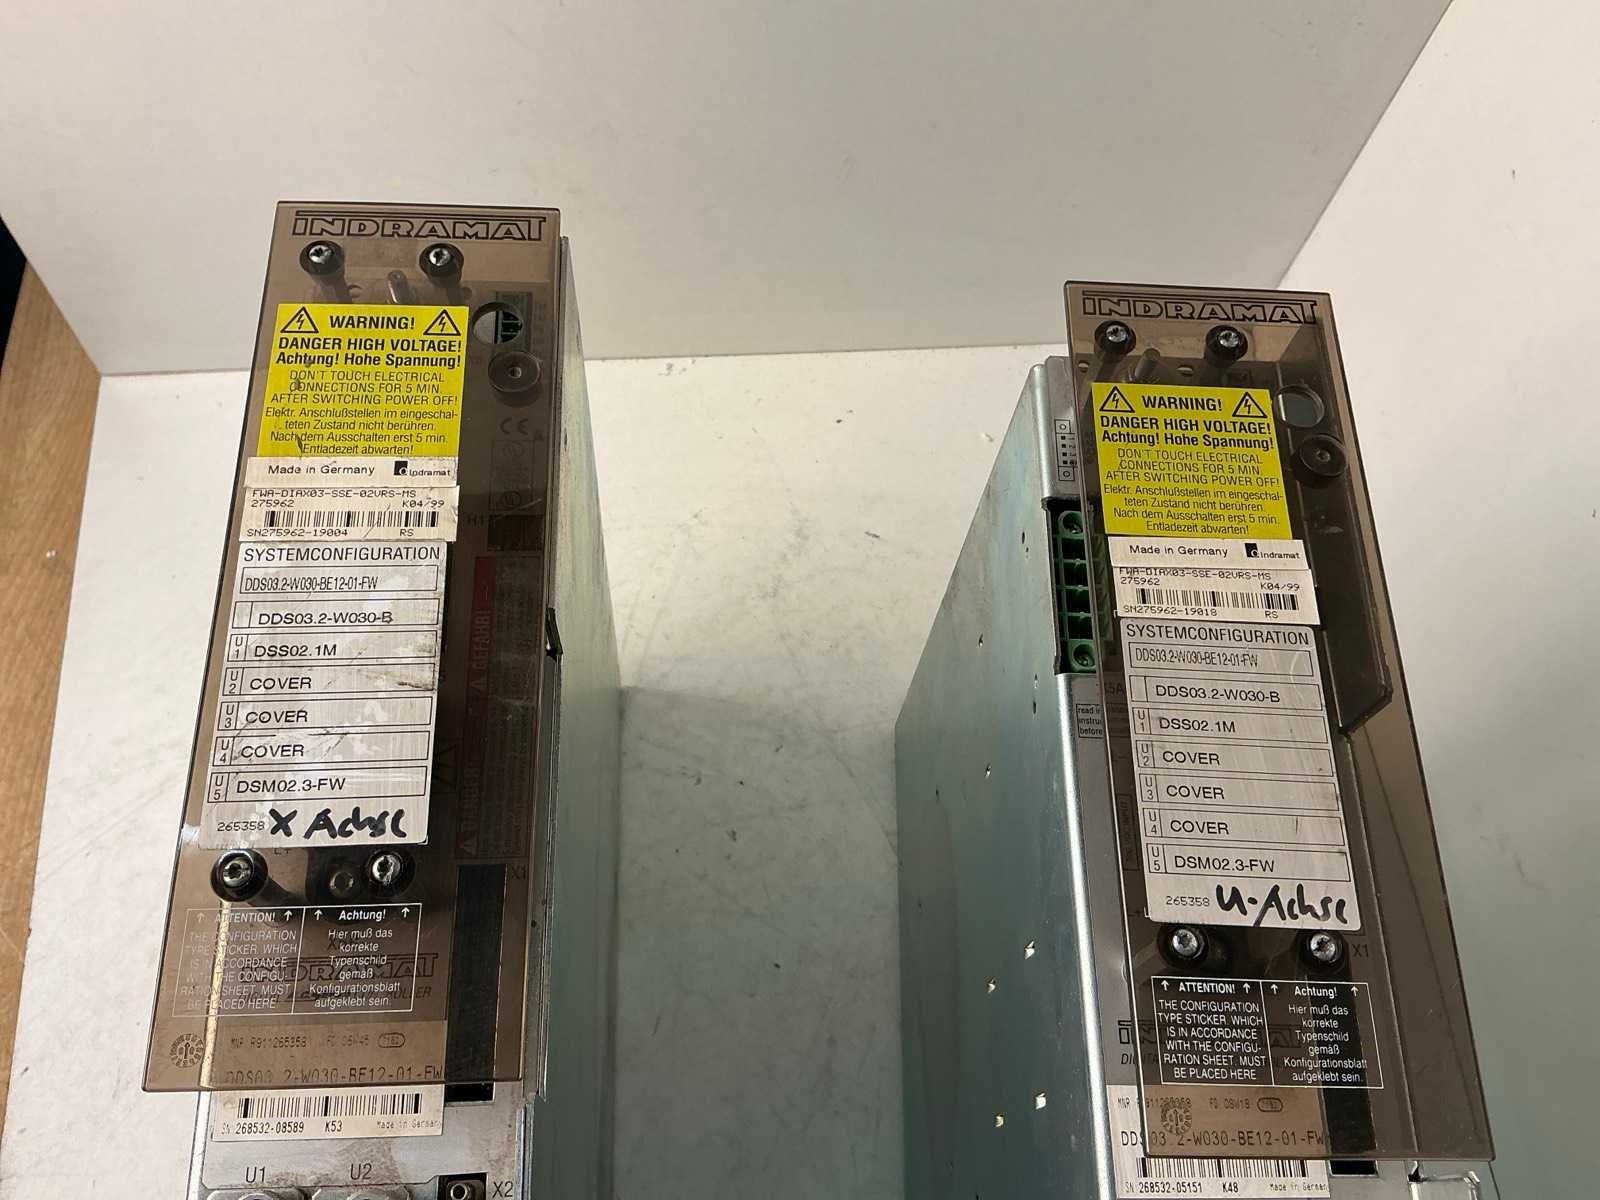 INDRAMAT
WARNING!
DANGER HIGH VOLTAGE!
Achtung! Hohe Spannung!
DON'T TOUCH ELECTRICAL
CONNECTIONS FOR 5 MIN.
AFTER SWITCHING POWER OFF!
Elektr. Anschlußstellen im eingeschal-
teten Zustand nicht berühren.
Nach dem Ausschalten erst 5 min.
Entladezeit abwarten!
Made in Germany Indramat
FWA-DIAX03-SSE-02VRS-MS
275962 K04/99
SN275962-19004 RS
H1
SYSTEMCONFIGURATION
DDS03.2-W030-BE12-01-FW
DDS03.2-W030-B
U1 DSS02.1M
U2 COVER
U3 COVER
U4 COVER
U5 DSM02.3-FW
265358 X Achse
GEFAHR!
X1
ATTENTION! Achtung!
THE CONFIGURATION
TYPE STICKER, WHICH
IS IN ACCORDANCE
WITH THE CONFIGU-
RATION SHEET, MUST
BE PLACED HERE
Hier muß das
korrekte
Typenschild
gemäß
Konfigurationsblatt
aufgeklebt sein.
MNR R911265358
DDS03.2-W030-BE12-01-FW
SN 268532-08589 K53 Made in Germany
U1 U2
X2
INDRAMAT
WARNING!
DANGER HIGH VOLTAGE!
Achtung! Hohe Spannung!
DON'T TOUCH ELECTRICAL
CONNECTIONS FOR 5 MIN.
AFTER SWITCHING POWER OFF!
Elektr. Anschlußstellen im eingeschal-
teten Zustand nicht berühren.
Nach dem Ausschalten erst 5 min.
Entladezeit abwarten!
Made in Germany Indramat
FWA-DIAX03-SSE-02VRS-MS
275962 K04/99
SN275962-19018 RS
SYSTEMCONFIGURATION
DDS03.2-W030-BE12-01-FW
DDS03.2-W030-B
U1 DSS02.1M
U2 COVER
U3 COVER
U4 COVER
U5 DSM02.3-FW
265358 U-Achse
X1
ATTENTION! Achtung!
THE CONFIGURATION
TYPE STICKER, WHICH
IS IN ACCORDANCE
WITH THE CONFIGU-
RATION SHEET, MUST
BE PLACED HERE
Hier muß das
korrekte
Typenschild
gemäß
Konfigurationsblatt
aufgeklebt sein.
DDS03.2-W030-BE12-01-FW
SN 268532-05151 K48 Made in German